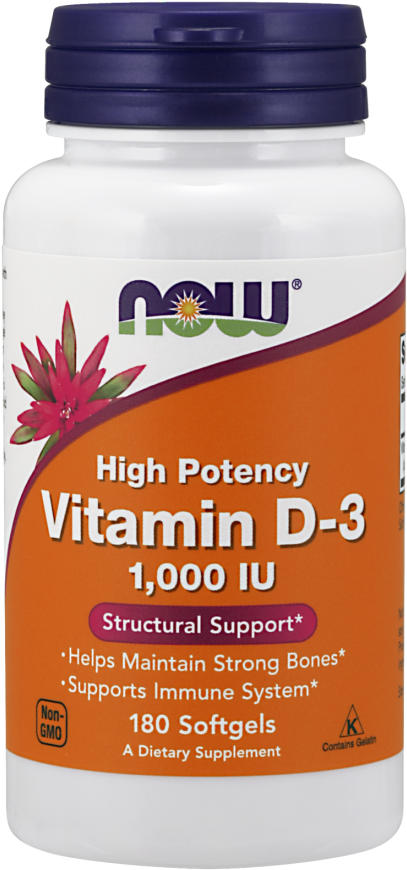 NOW®
High Potency
Vitamin D-3
1,000 IU
Structural Support*
·Helps Maintain Strong Bones*
·Supports Immune System*
Non-
GMO
180 Softgels
A Dietary Supplement
K
Contains Gelatin